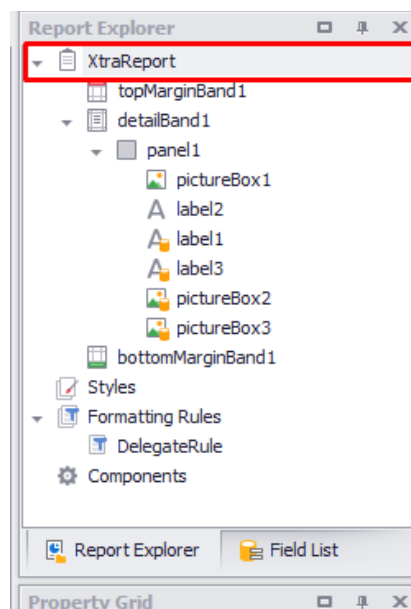 Report Explorer
XtraReport
topMarginBand1
detailBand1
panel1
pictureBox1
label2
label1
label3
pictureBox2
pictureBox3
bottomMarginBand1
Styles
Formatting Rules
DelegateRule
Components
Report Explorer Field List
Property Grid